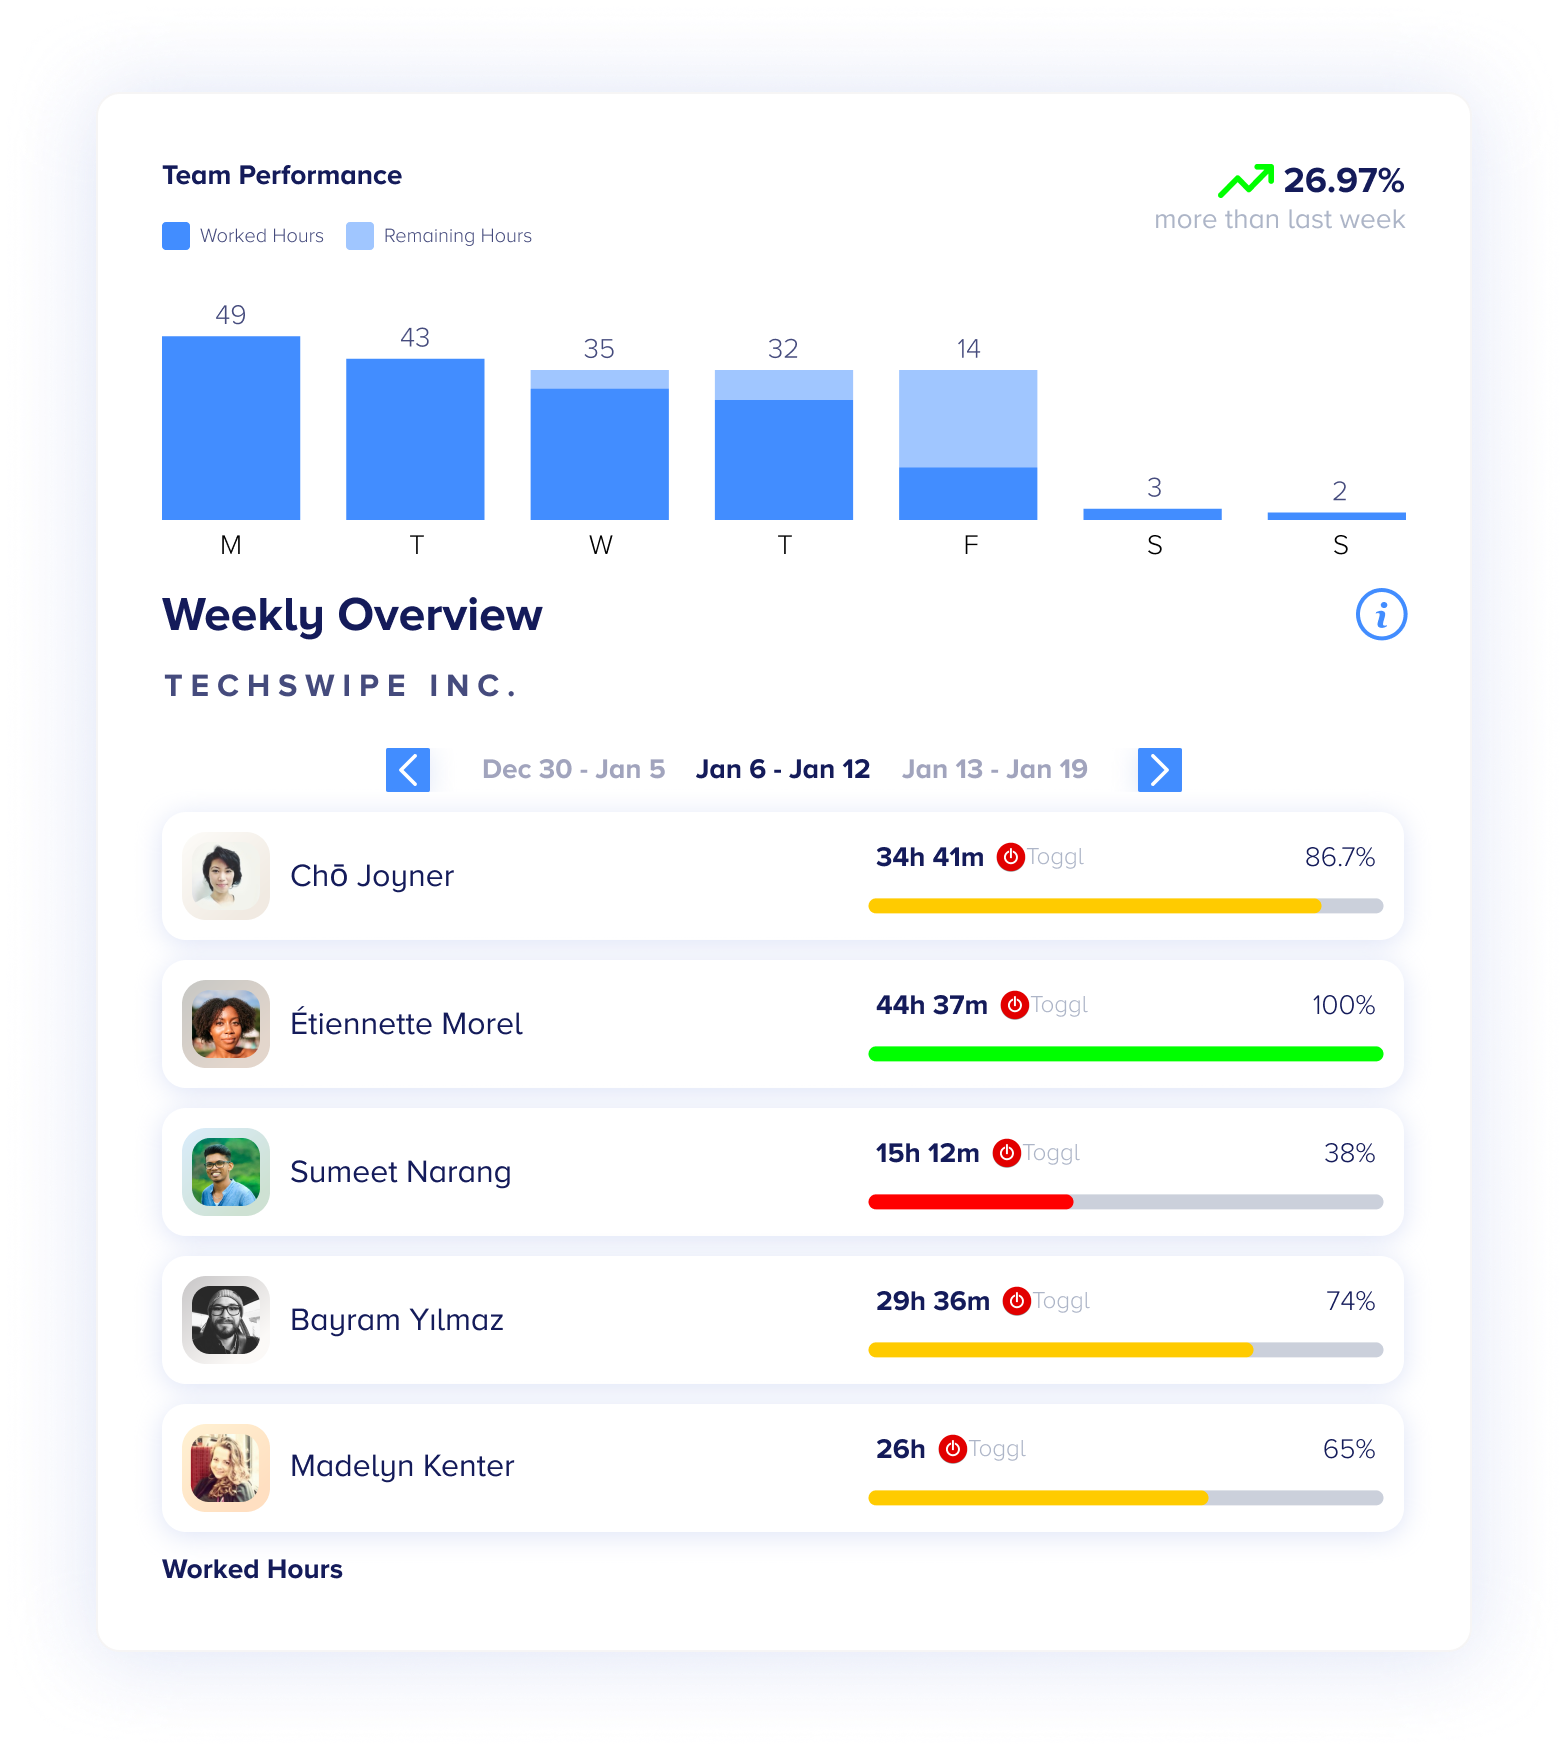 Team Performance
26.97%
more than last week
Worked Hours Remaining Hours
49 43 35 32 14 3 2
M T W T F S S
Weekly Overview
i
TECHSWIPE INC.
Dec 30 - Jan 5 Jan 6 - Jan 12 Jan 13 - Jan 19
Chō Joyner 34h 41m Toggl 86.7%
Étiennette Morel 44h 37m Toggl 100%
Sumeet Narang 15h 12m Toggl 38%
Bayram Yılmaz 29h 36m Toggl 74%
Madelyn Kenter 26h Toggl 65%
Worked Hours